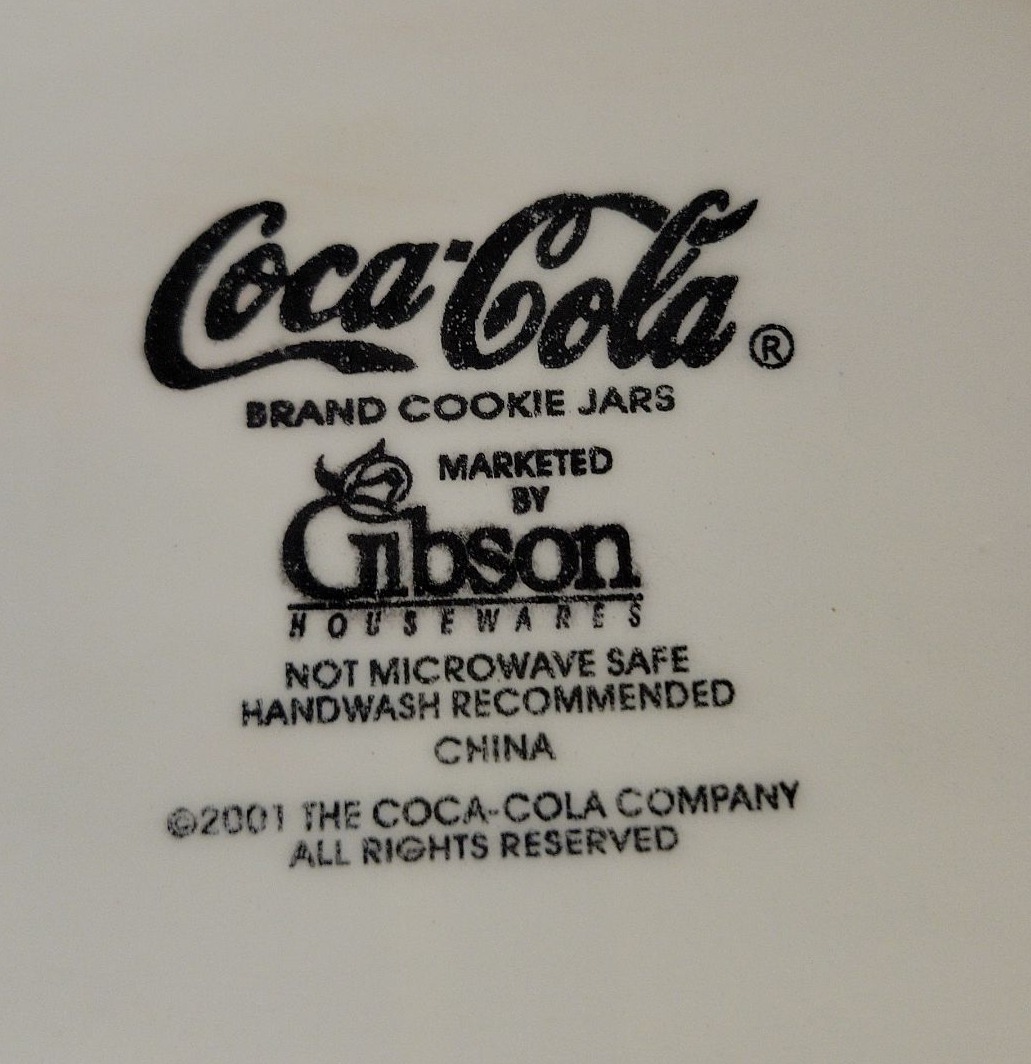 Coca-Cola®
BRAND COOKIE JARS
MARKETED
BY
Gibson
HOUSEWARES
NOT MICROWAVE SAFE
HANDWASH RECOMMENDED
CHINA
©2001 THE COCA-COLA COMPANY
ALL RIGHTS RESERVED